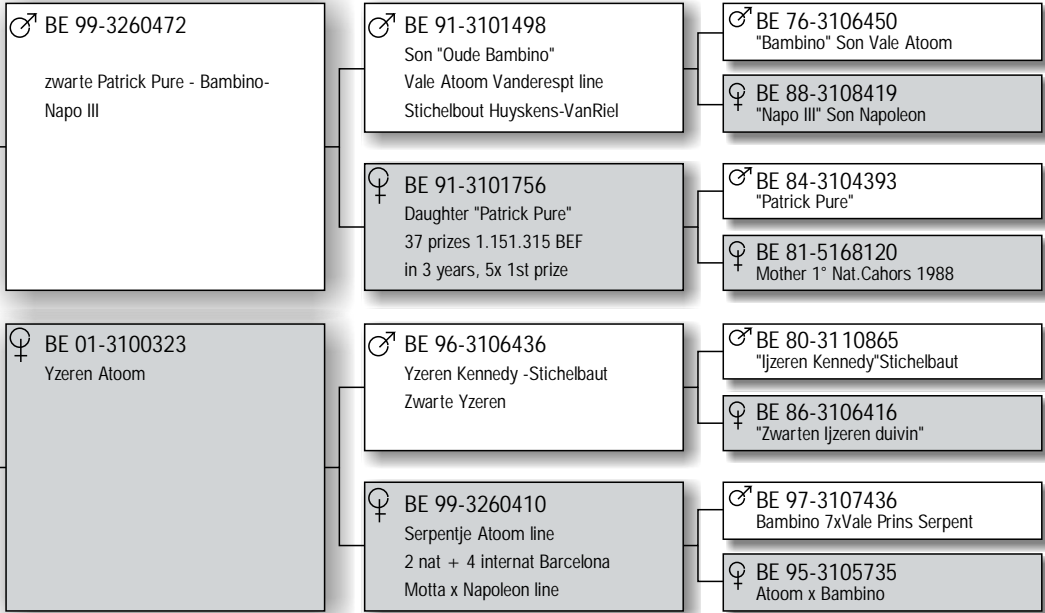 BE 99-3260472
zwarte Patrick Pure - Bambino-
Napo III
BE 91-3101498
Son "Oude Bambino"
Vale Atoom Vanderespt line
Stichelbout Huyskens-VanRiel
BE 76-3106450
"Bambino" Son Vale Atoom
BE 88-3108419
"Napo III" Son Napoleon
BE 91-3101756
Daughter "Patrick Pure"
37 prizes 1.151.315 BEF
in 3 years, 5x 1st prize
BE 84-3104393
"Patrick Pure"
BE 81-5168120
Mother 1° Nat.Cahors 1988
BE 01-3100323
Yzeren Atoom
BE 96-3106436
Yzeren Kennedy -Stichelbaut
Zwarte Yzeren
BE 80-3110865
"Ijzeren Kennedy"Stichelbaut
BE 86-3106416
"Zwarten Ijzeren duivin"
BE 99-3260410
Serpentje Atoom line
2 nat + 4 internat Barcelona
Motta x Napoleon line
BE 97-3107436
Bambino 7xVale Prins Serpent
BE 95-3105735
Atoom x Bambino